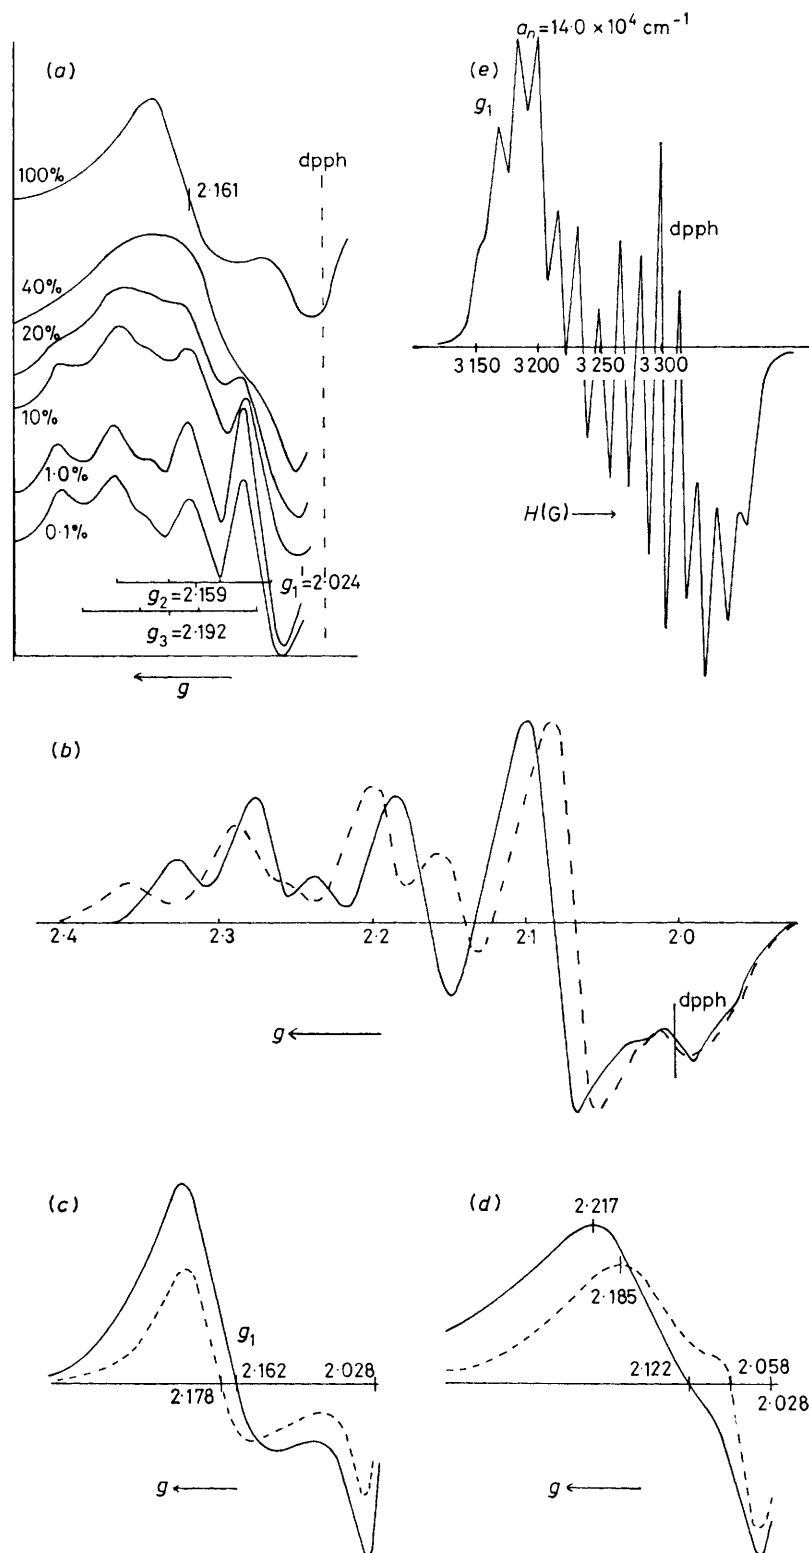 (a)
100%
2·161
dpph
40%
20%
10%
1·0%
0·1%
g₁=2·024
g₂=2·159
g₃=2·192
g
(e)
aₙ=14·0 ×10⁴ cm⁻¹
g₁
dpph
3 150 3 200 3 250 3 300
H(G)
(b)
2·4 2·3 2·2 2·1 2·0
dpph
g
(c)
g₁
2·162 2·028
2·178
g
(d)
2·217
2·185
2·122 2·058
2·028
g